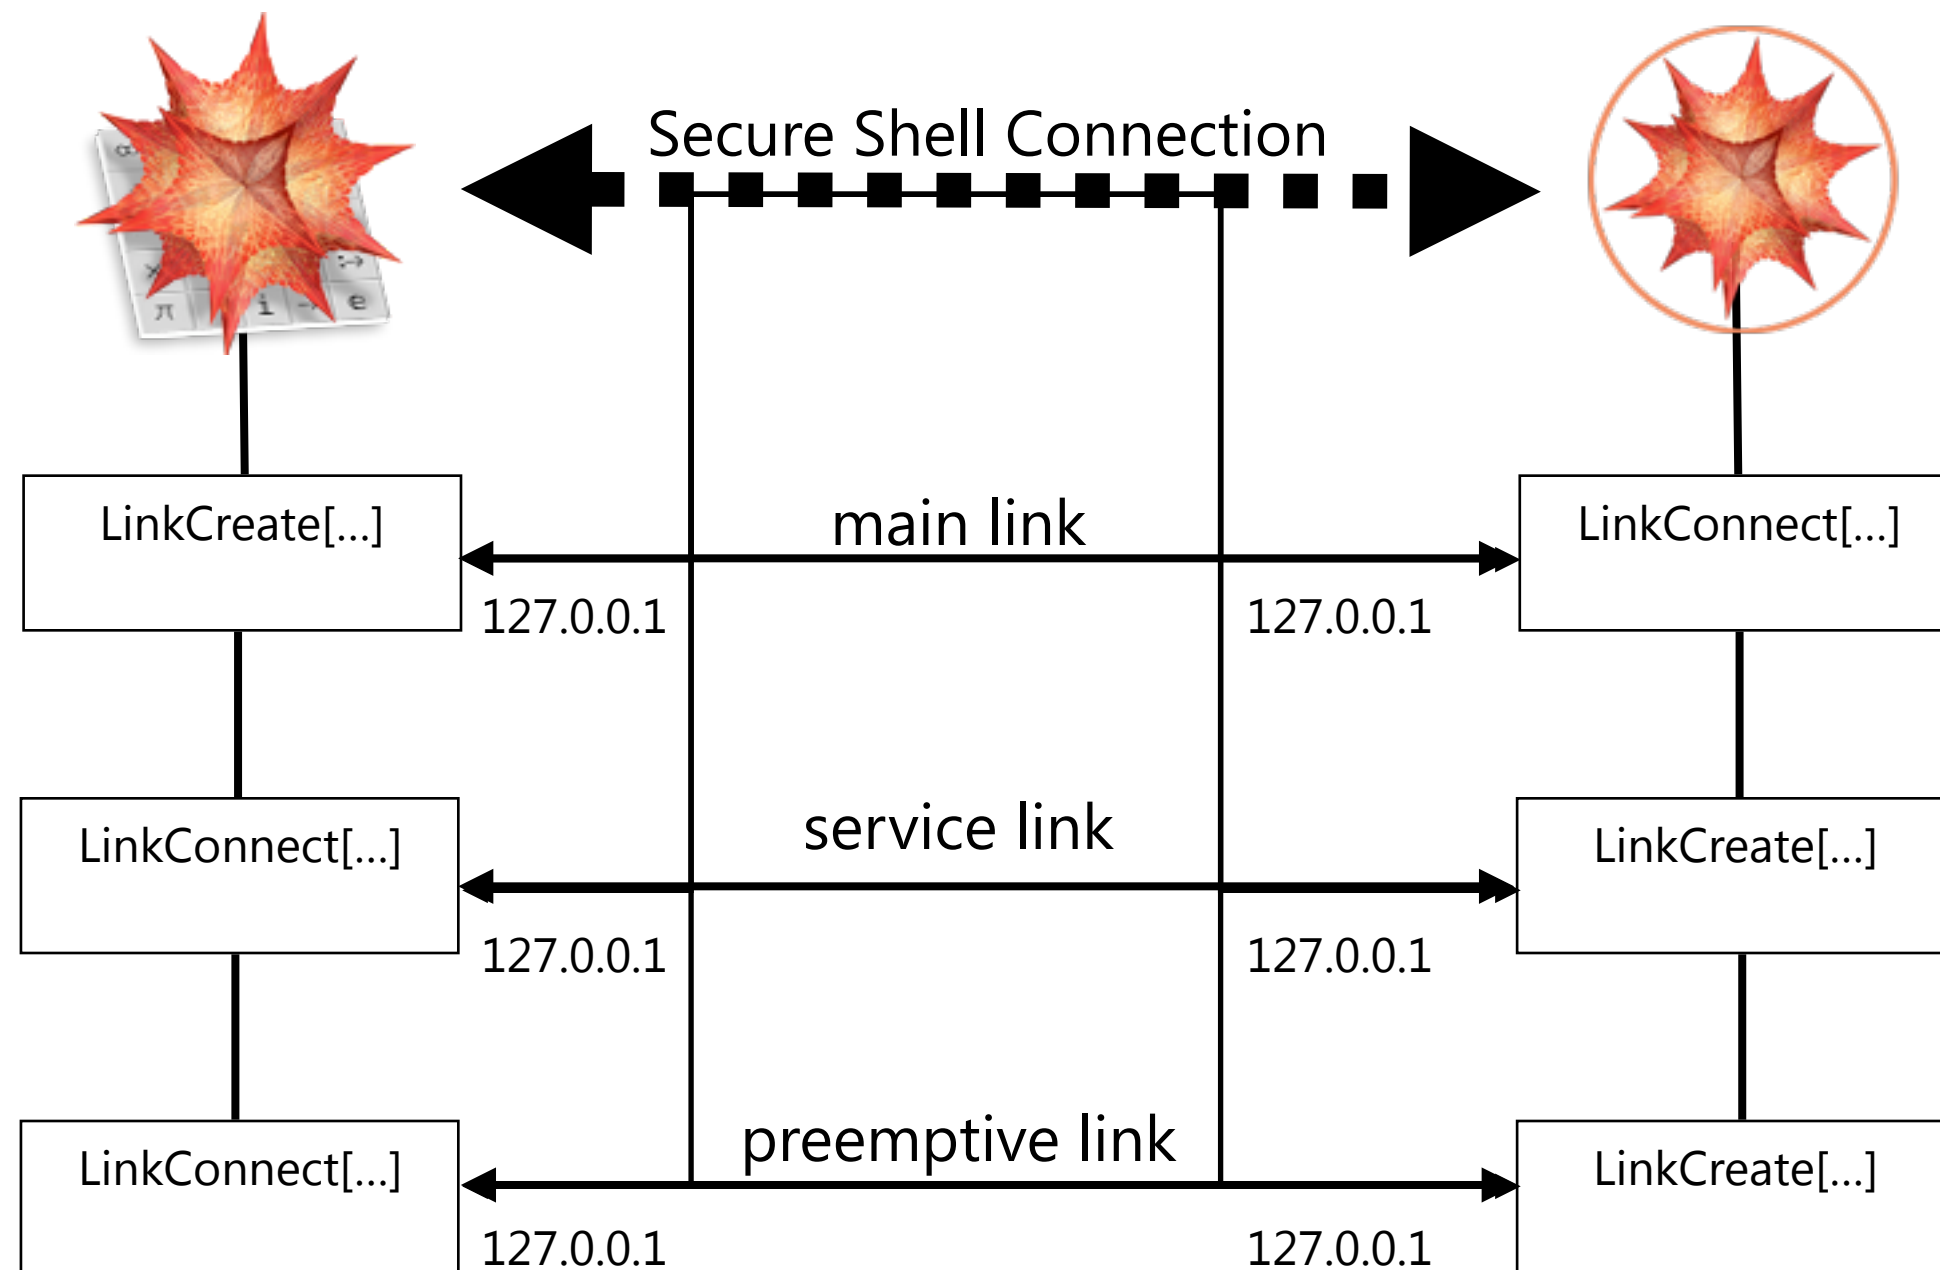 Secure Shell Connection
π i e
LinkCreate[...] main link LinkConnect[...]
127.0.0.1 127.0.0.1
LinkConnect[...] service link LinkCreate[...]
127.0.0.1 127.0.0.1
LinkConnect[...] preemptive link LinkCreate[...]
127.0.0.1 127.0.0.1